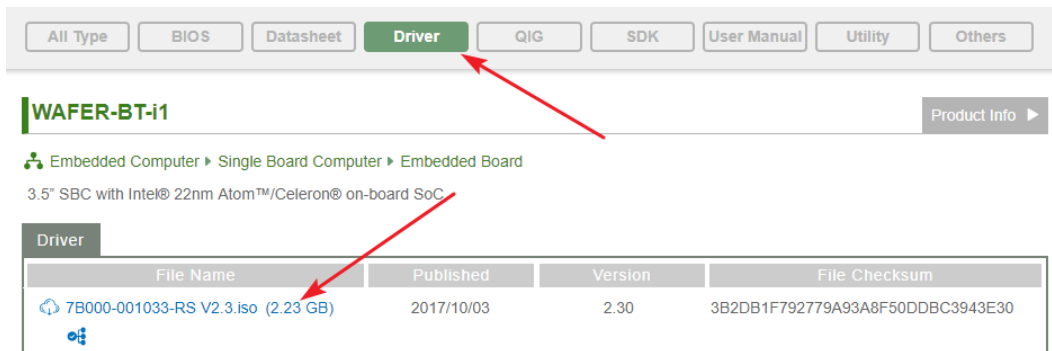 All Type BIOS Datasheet Driver QIG SDK User Manual Utility Others
WAFER-BT-i1 Product Info
Embedded Computer Single Board Computer Embedded Board
3.5" SBC with Intel® 22nm Atom™/Celeron® on-board SoC
Driver
File Name Published Version File Checksum
7B000-001033-RS V2.3.iso (2.23 GB) 2017/10/03 2.30 3B2DB1F792779A93A8F50DDBC3943E30